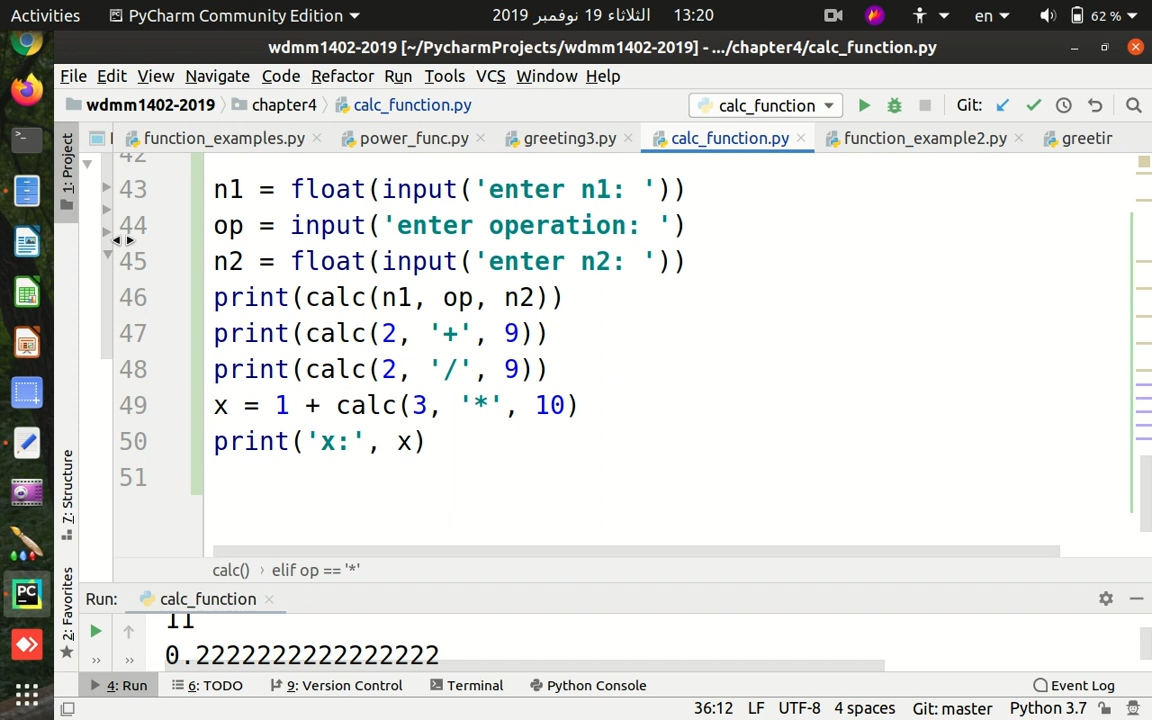 Activities PyCharm Community Edition 2019 الثلاثاء 19 نوفمبر 13:20 en 62 %
wdmm1402-2019 [~/PycharmProjects/wdmm1402-2019] - .../chapter4/calc_function.py
File Edit View Navigate Code Refactor Run Tools VCS Window Help
wdmm1402-2019 chapter4 calc_function.py calc_function Git:
1: Project
function_examples.py power_func.py greeting3.py calc_function.py function_example2.py greetir
42
43 n1 = float(input('enter n1: '))
44 op = input('enter operation: ')
45 n2 = float(input('enter n2: '))
46 print(calc(n1, op, n2))
47 print(calc(2, '+', 9))
48 print(calc(2, '/', 9))
49 x = 1 + calc(3, '*', 10)
50 print('x:', x)
51
7: Structure
calc() › elif op == '*'
2: Favorites
Run: calc_function
11
0.2222222222222222
4: Run 6: TODO 9: Version Control Terminal Python Console Event Log
36:12 LF UTF-8 4 spaces Git: master Python 3.7